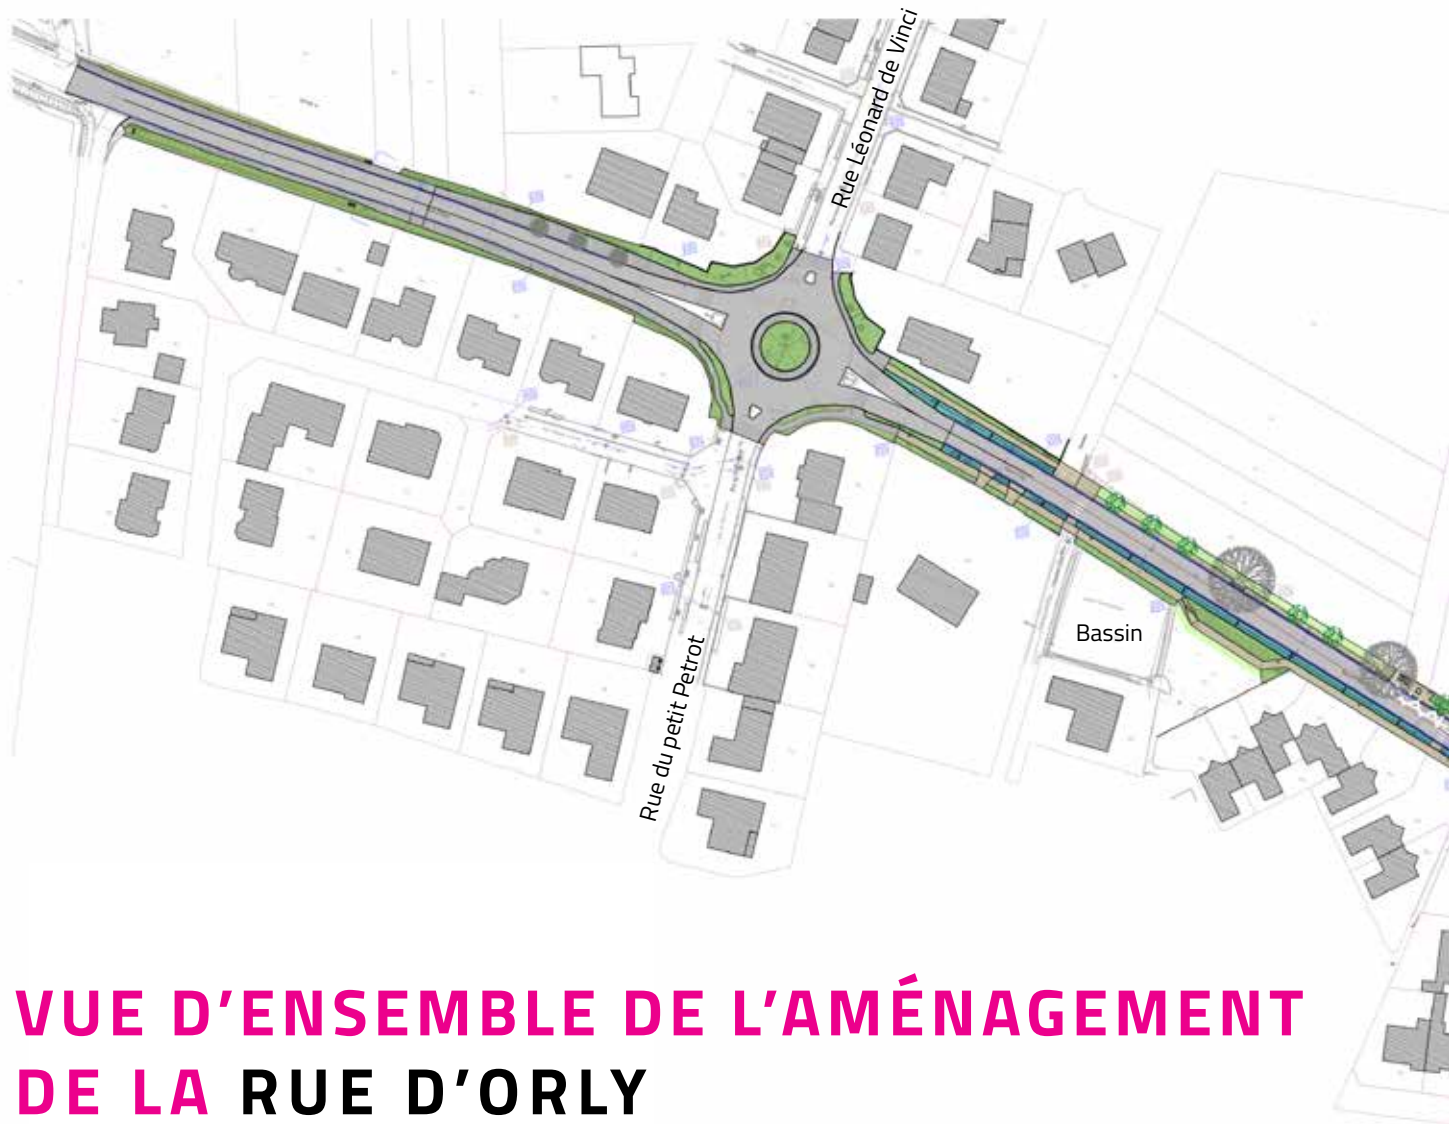 Rue Léonard de Vinci
Bassin
Rue du petit Petrot
VUE D’ENSEMBLE DE L’AMÉNAGEMENT
DE LA RUE D’ORLY